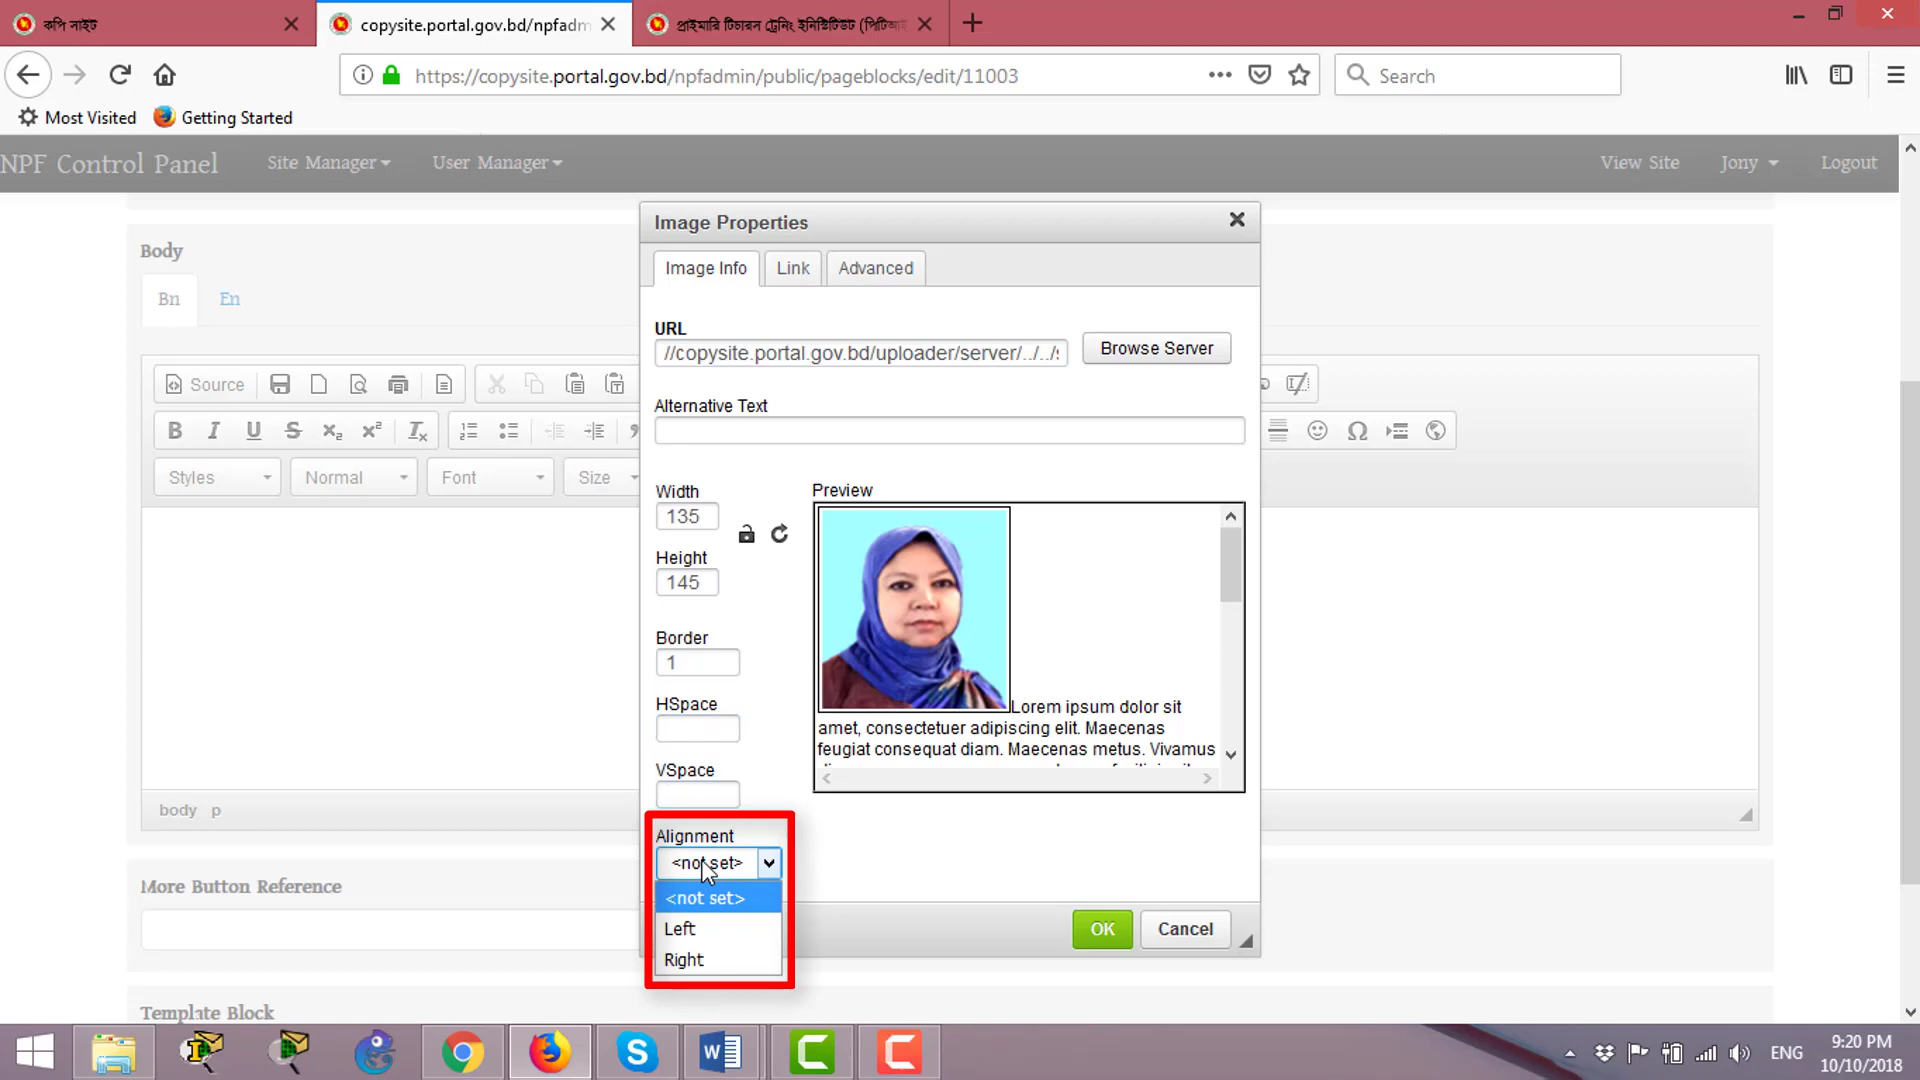 কপি সাইট
copysite.portal.gov.bd/npfadm
প্রাইমারি টিচারস ট্রেনিং ইনিস্টিটিউট (পিটিআই
https://copysite.portal.gov.bd/npfadmin/public/pageblocks/edit/11003
Search
Most Visited
Getting Started
NPF Control Panel
Site Manager
User Manager
View Site
Jony
Logout
Image Properties
Image Info
Link
Advanced
Body
Bn
En
URL
//copysite.portal.gov.bd/uploader/server/../../s
Browse Server
Source
Alternative Text
Styles
Normal
Font
Size
Width
135
Height
145
Border
1
HSpace
VSpace
Preview
Lorem ipsum dolor sit
amet, consectetuer adipiscing elit. Maecenas
feugiat consequat diam. Maecenas metus. Vivamus
body p
Alignment
<not set>
<not set>
Left
Right
More Button Reference
OK
Cancel
Template Block
ENG
9:20 PM
10/10/2018